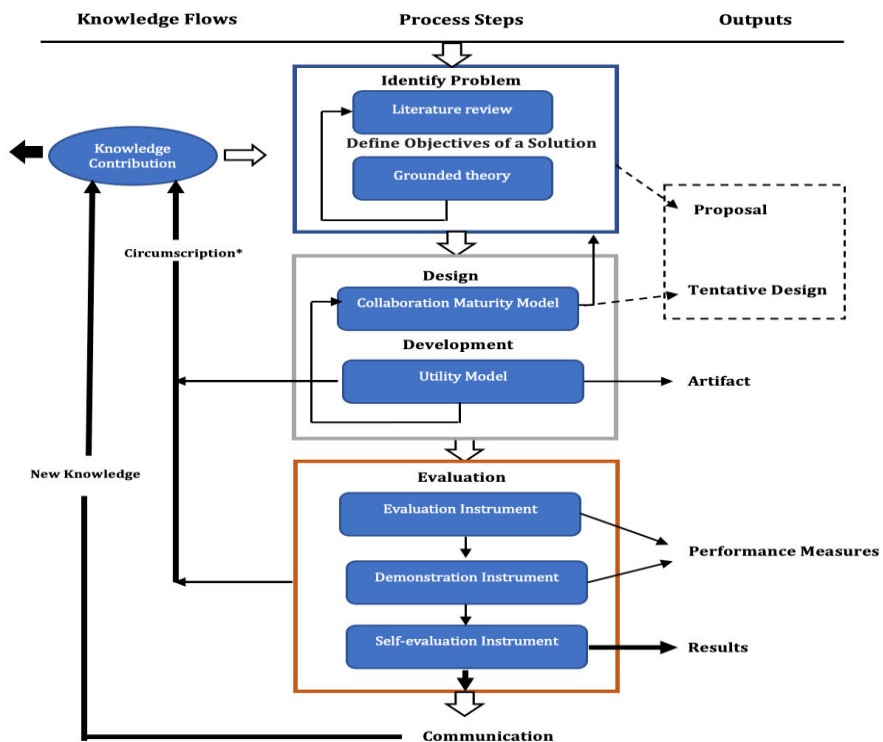 Knowledge Flows
Process Steps
Outputs
Identify Problem
Literature review
Define Objectives of a Solution
Grounded theory
Knowledge
Contribution
Circumscription*
New Knowledge
Proposal
Tentative Design
Design
Collaboration Maturity Model
Development
Utility Model
Artifact
Evaluation
Evaluation Instrument
Demonstration Instrument
Self-evaluation Instrument
Performance Measures
Results
Communication